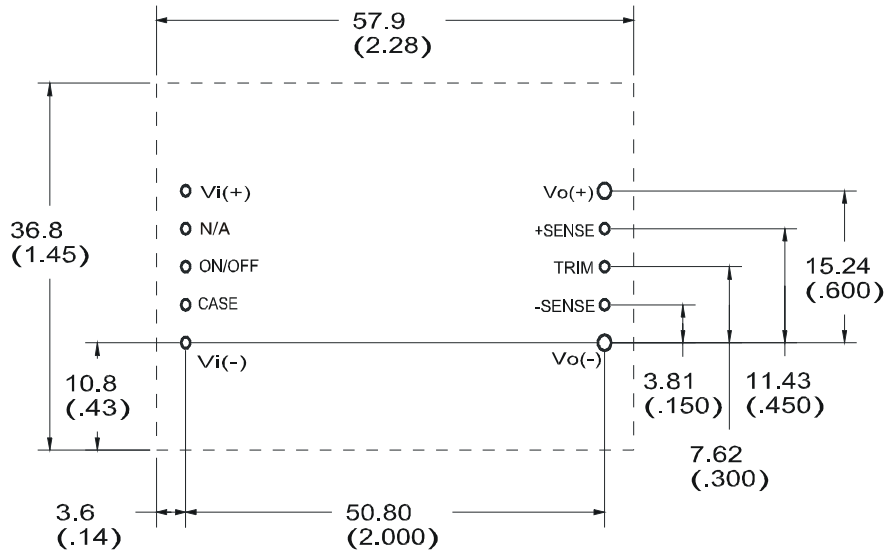 57.9
(2.28)
Vi(+)
Vo(+)
N/A
+SENSE
36.8
(1.45)
ON/OFF
TRIM
15.24
(.600)
CASE
-SENSE
Vi(-)
Vo(-)
10.8
(.43)
3.81
(.150)
11.43
(.450)
7.62
(.300)
3.6
(.14)
50.80
(2.000)